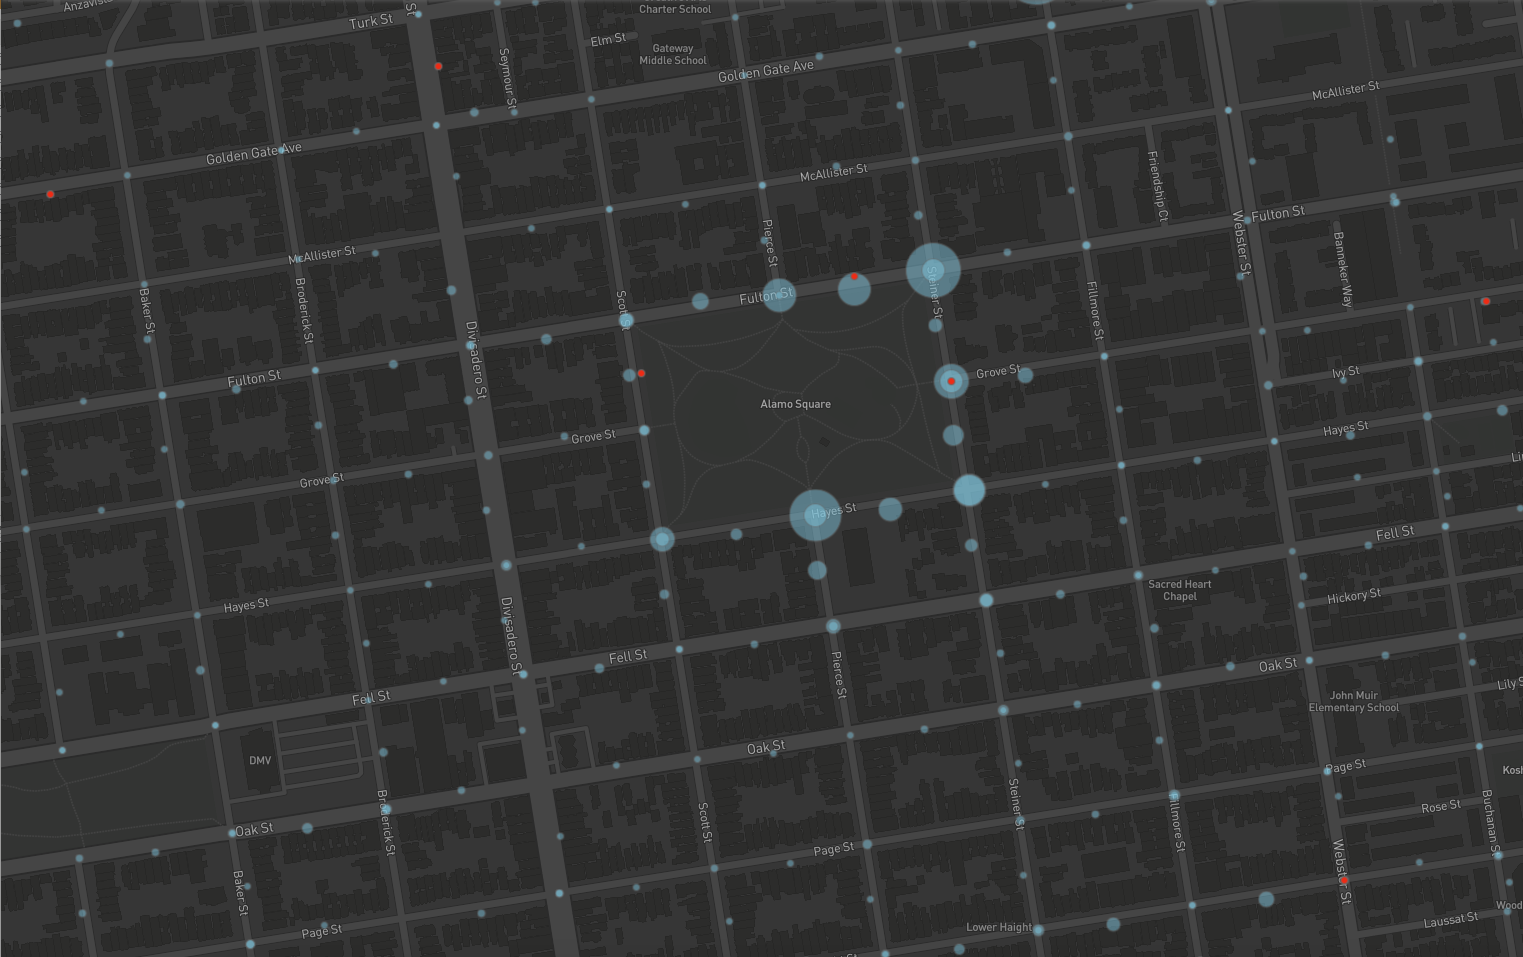 Anzavista
Turk St
St
Charter School
Elm St
Gateway
Middle School
Seymour St
Golden Gate Ave
McAllister St
Golden Gate Ave
McAllister St
Friendship Ct
Fulton St
Webster St
Pierce St
McAllister St
Banneker Way
Baker St
Broderick St
Scott St
Fulton St
Steiner St
Fillmore St
Divisadero St
Fulton St
Grove St
Ivy St
Alamo Square
Grove St
Hayes St
Grove St
Hayes St
Fell St
Sacred Heart
Chapel
Hickory St
Hayes St
Divisadero St
Fell St
Pierce St
Oak St
Fell St
John Muir
Elementary School
Lily S
Oak St
DMV
Page St
Kosh
Broderick St
Scott St
Steiner St
Fillmore St
Rose St
Buchanan St
Oak St
Page St
Webster St
Baker St
Page St
Lower Haight
Laussat St
Wood